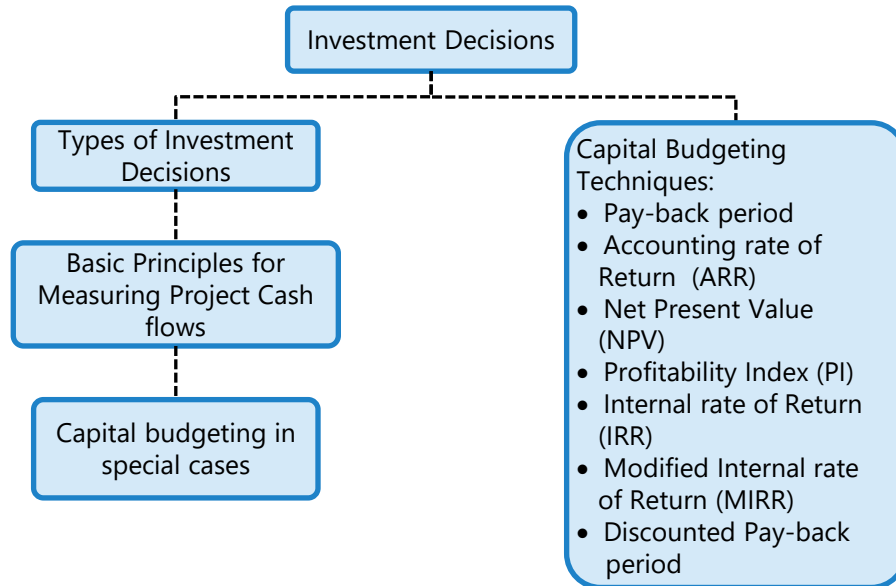 Investment Decisions
Types of Investment
Decisions
Basic Principles for
Measuring Project Cash
flows
Capital budgeting in
special cases
Capital Budgeting
Techniques:
• Pay-back period
• Accounting rate of
Return (ARR)
• Net Present Value
(NPV)
• Profitability Index (PI)
• Internal rate of Return
(IRR)
• Modified Internal rate
of Return (MIRR)
• Discounted Pay-back
period